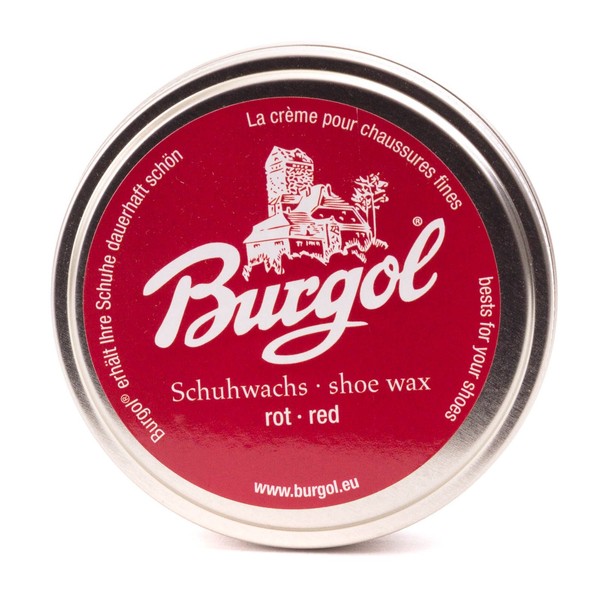 La crème pour chaussures fines
Burgol® erhält Ihre Schuhe dauerhaft schön
bests for your shoes
Burgol®
Schuhwachs · shoe wax
rot · red
www.burgol.eu